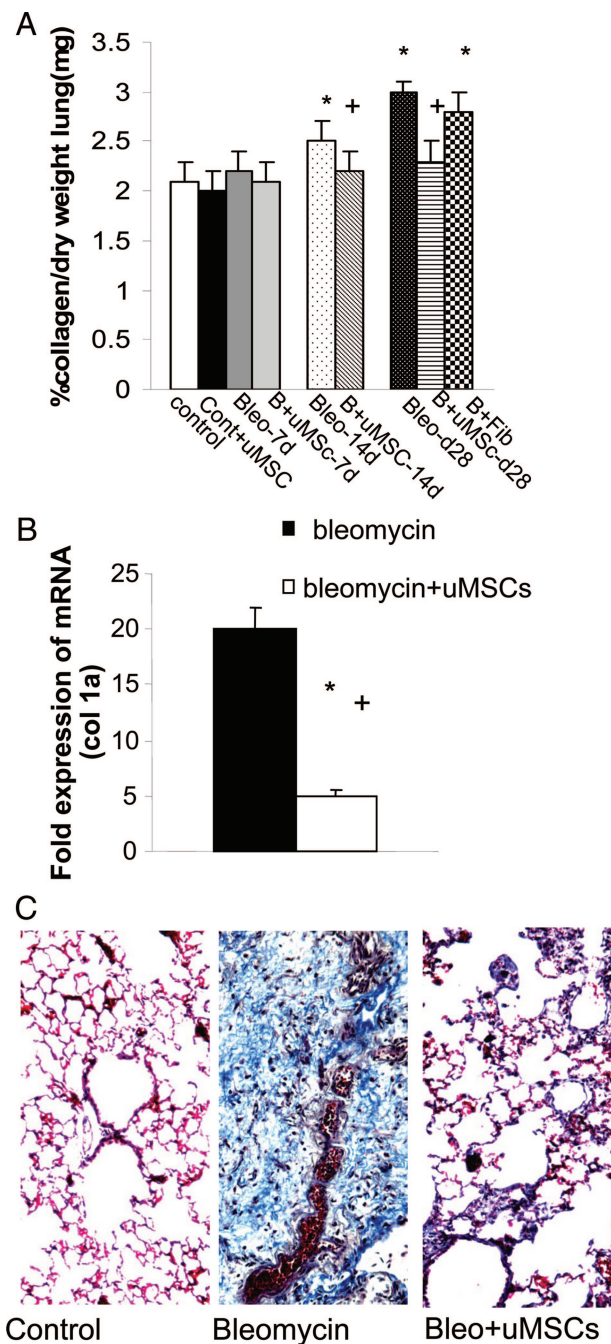 A
%collagen/dry weight lung(mg)
3.5
3
2.5
2
1.5
1
0.5
0
* + * + *
control
Cont+uMSC
Bleo-7d
B+uMSc-7d
Bleo-14d
B+uMSC-14d
Bleo-d28
B+uMSc-d28
B+Fib
B
bleomycin
bleomycin+uMSCs
Fold expression of mRNA
(col 1a)
25
20
15
10
5
0
* +
C
Control
Bleomycin
Bleo+uMSCs